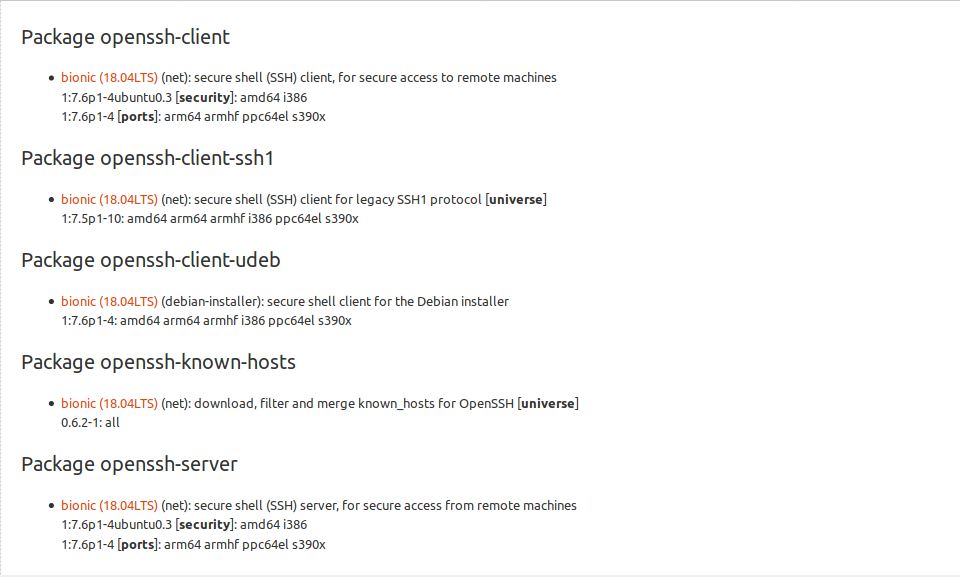 Package openssh-client
bionic (18.04LTS) (net): secure shell (SSH) client, for secure access to remote machines
1:7.6p1-4ubuntu0.3 [security]: amd64 i386
1:7.6p1-4 [ports]: arm64 armhf ppc64el s390x
Package openssh-client-ssh1
bionic (18.04LTS) (net): secure shell (SSH) client for legacy SSH1 protocol [universe]
1:7.5p1-10: amd64 arm64 armhf i386 ppc64el s390x
Package openssh-client-udeb
bionic (18.04LTS) (debian-installer): secure shell client for the Debian installer
1:7.6p1-4: amd64 arm64 armhf i386 ppc64el s390x
Package openssh-known-hosts
bionic (18.04LTS) (net): download, filter and merge known_hosts for OpenSSH [universe]
0.6.2-1: all
Package openssh-server
bionic (18.04LTS) (net): secure shell (SSH) server, for secure access from remote machines
1:7.6p1-4ubuntu0.3 [security]: amd64 i386
1:7.6p1-4 [ports]: arm64 armhf ppc64el s390x